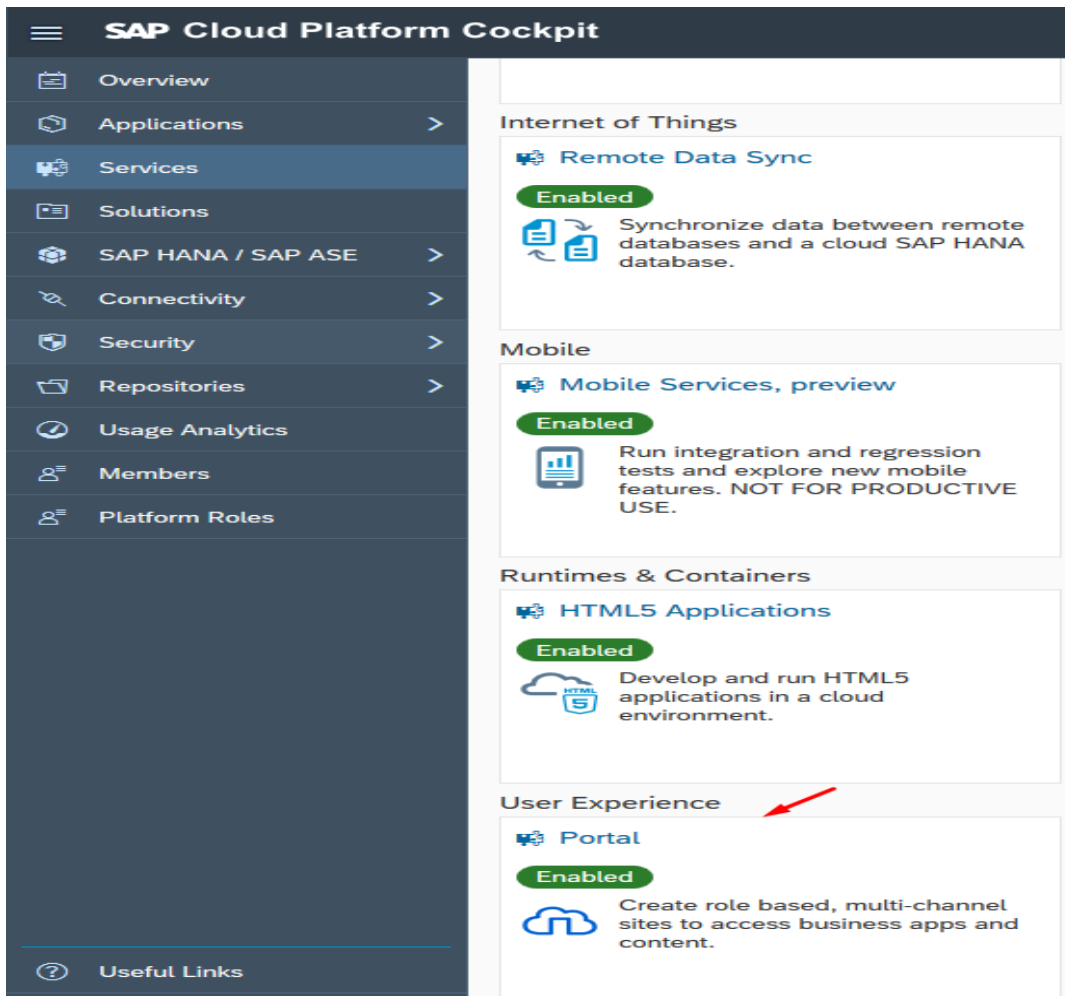 SAP Cloud Platform Cockpit
Overview
Applications
Services
Solutions
SAP HANA / SAP ASE
Connectivity
Security
Repositories
Usage Analytics
Members
Platform Roles
Useful Links
Internet of Things
Remote Data Sync
Enabled
Synchronize data between remote
databases and a cloud SAP HANA
database.
Mobile
Mobile Services, preview
Enabled
Run integration and regression
tests and explore new mobile
features. NOT FOR PRODUCTIVE
USE.
Runtimes & Containers
HTML5 Applications
Enabled
HTML
5
Develop and run HTML5
applications in a cloud
environment.
User Experience
Portal
Enabled
Create role based, multi-channel
sites to access business apps and
content.